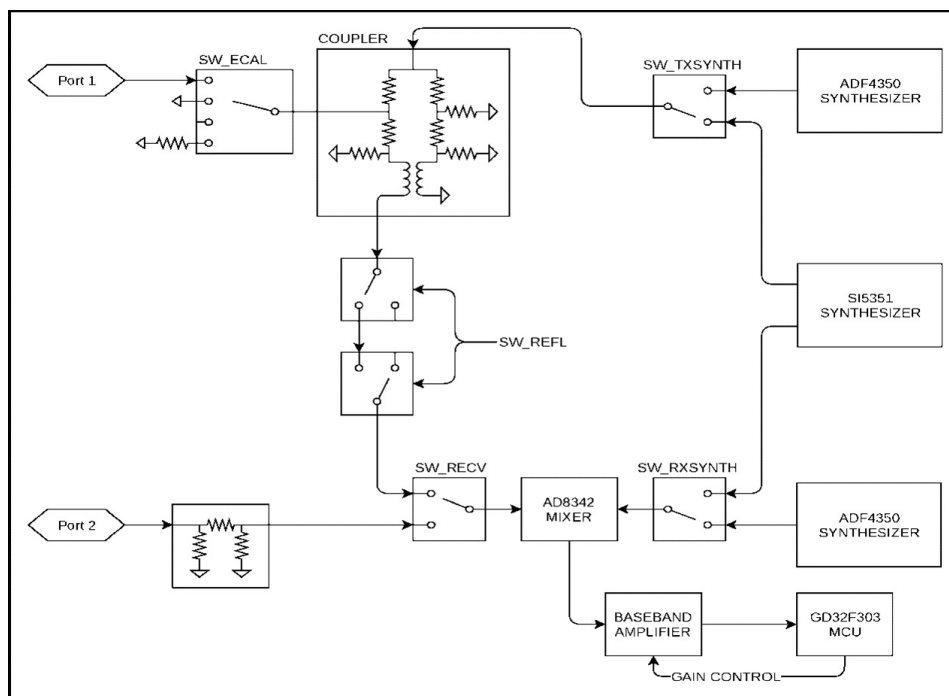 COUPLER
SW_ECAL
Port 1
SW_TXSYNTH
ADF4350
SYNTHESIZER
SI5351
SYNTHESIZER
SW_REFL
SW_RECV
SW_RXSYNTH
Port 2
AD8342
MIXER
ADF4350
SYNTHESIZER
BASEBAND
AMPLIFIER
GD32F303
MCU
GAIN CONTROL